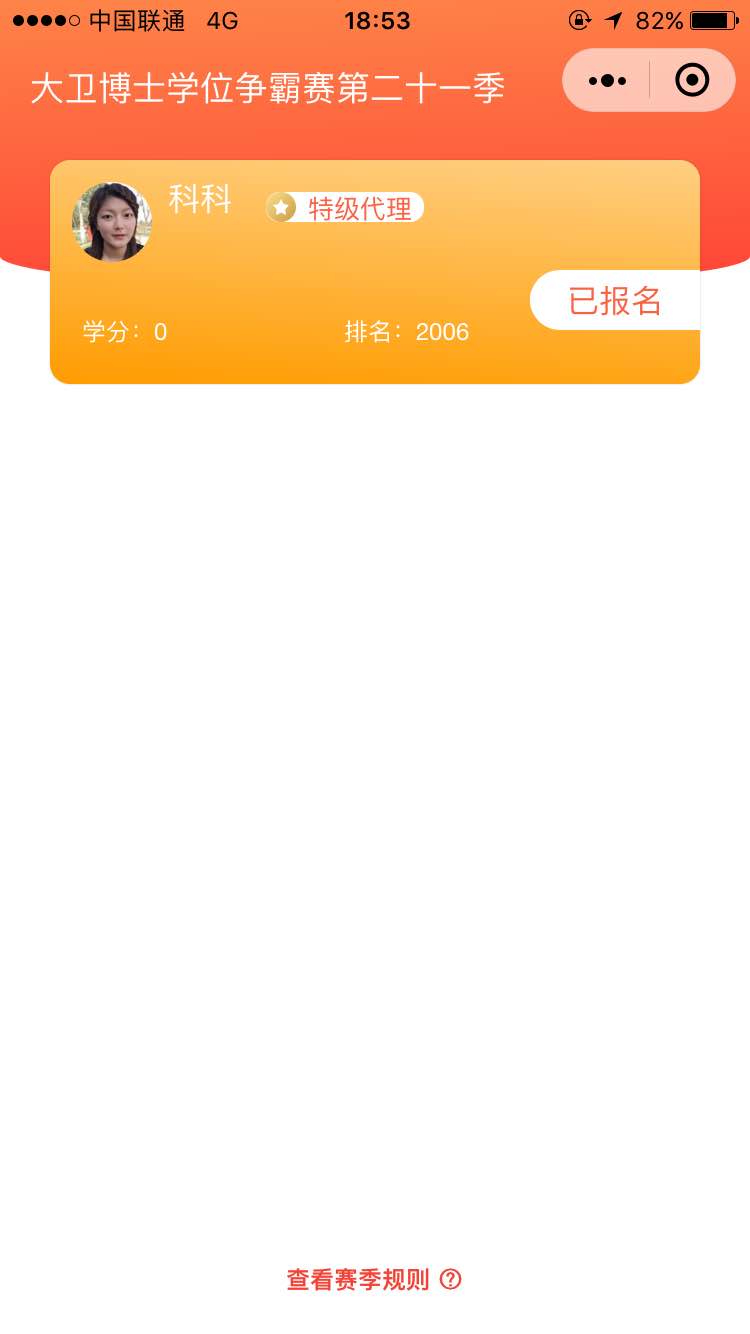 中国联通 4G 18:53 82%
大卫博士学位争霸赛第二十一季
科科 特级代理
已报名
学分：0 排名：2006
查看赛季规则 ?